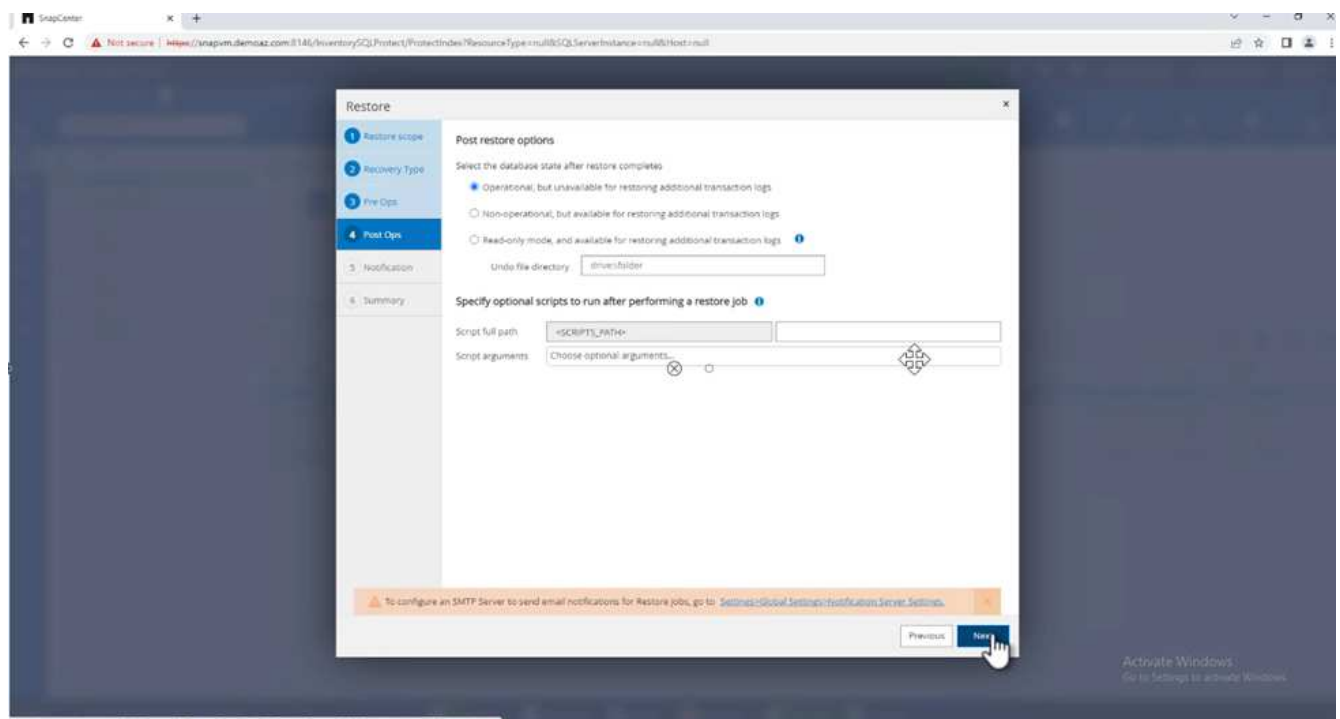 SnapCenter
Not secure | https://snapvm.demoaz.com:8146/InventorySQLProtect/ProtectIndex?ResourceType=null&SQLServerInstance=null&Host=null
Restore
1 Restore scope
2 Recovery Type
3 Pre Ops
4 Post Ops
5 Notification
6 Summary
Post restore options
Select the database state after restore completes
Operational, but unavailable for restoring additional transaction logs
Non-operational, but available for restoring additional transaction logs
Read-only mode, and available for restoring additional transaction logs
Undo file directory drive:\folder
Specify optional scripts to run after performing a restore job
Script full path <SCRIPTS_PATH>
Script arguments Choose optional arguments...
To configure an SMTP Server to send email notifications for Restore jobs, go to Settings>Global Settings>Notification Server Settings.
Previous Next
Activate Windows
Go to Settings to activate Windows.